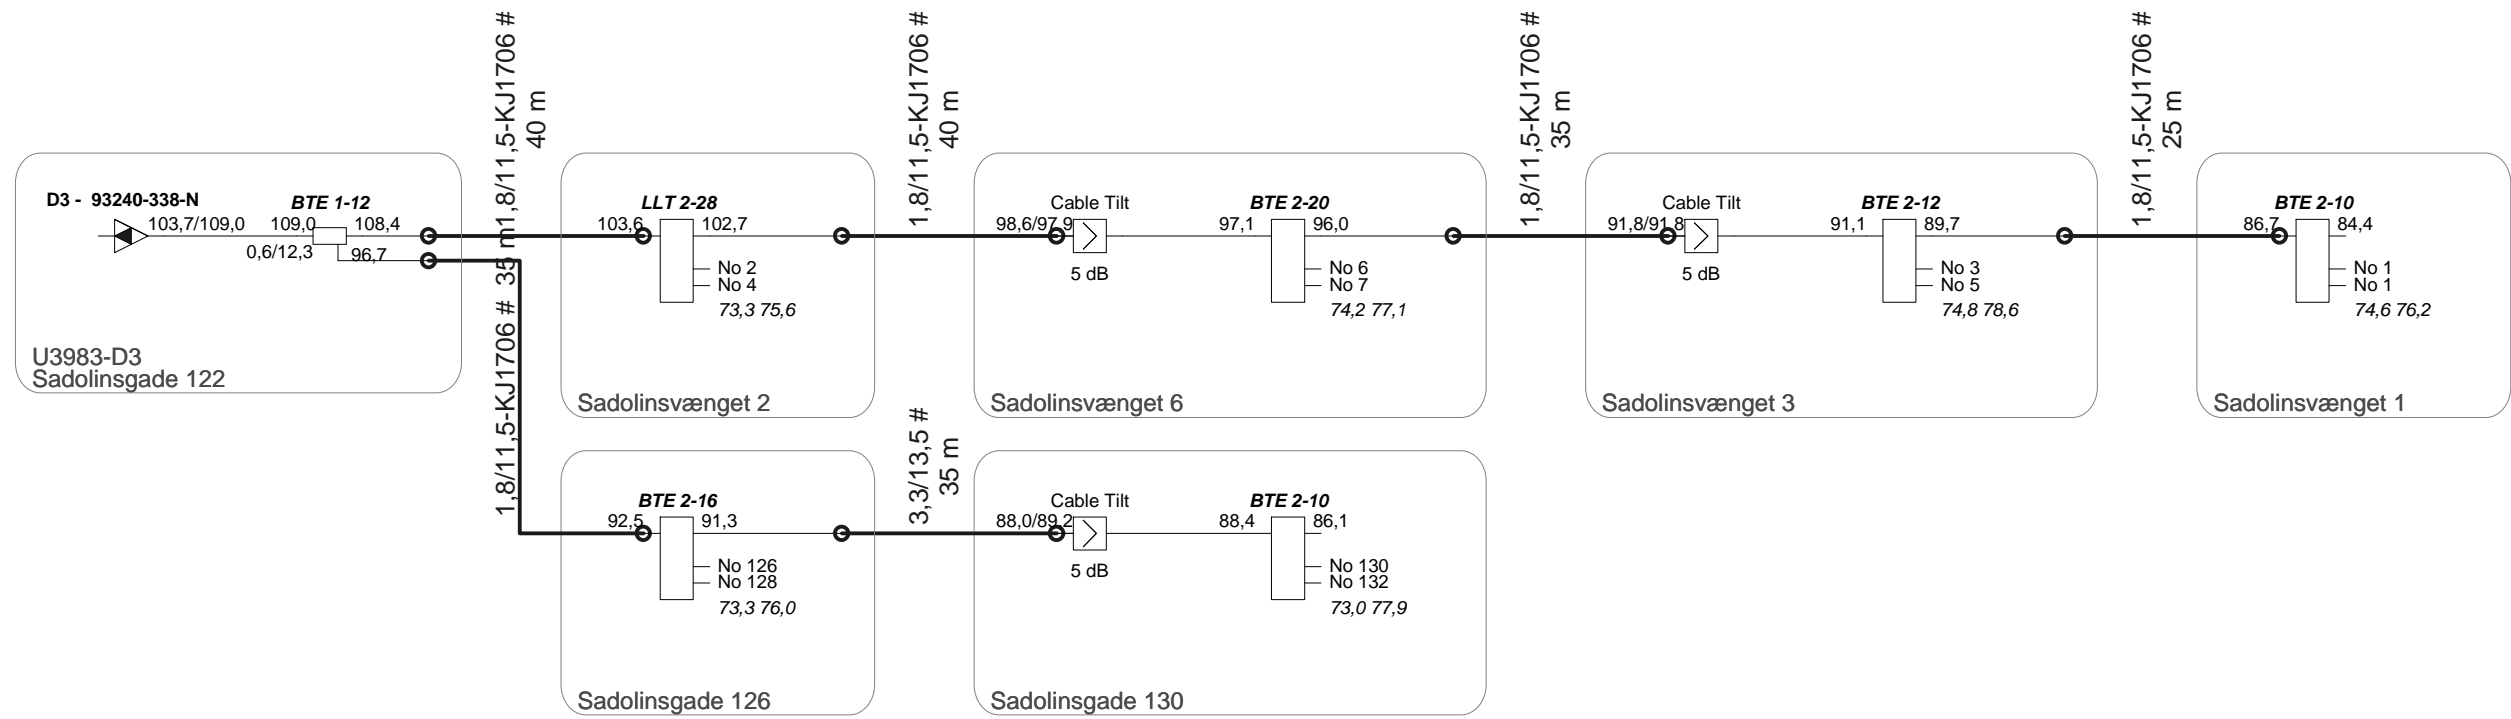 1,8/11,5-KJ1706 #
40 m
1,8/11,5-KJ1706 #
40 m
1,8/11,5-KJ1706 #
35 m
1,8/11,5-KJ1706 #
25 m
D3 - 93240-338-N
BTE 1-12
103,7/109,0
109,0
108,4
0,6/12,3
96,7
U3983-D3
Sadolinsgade 122
1,8/11,5-KJ1706 # 35 m
LLT 2-28
103,6
102,7
No 2
No 4
73,3 75,6
Sadolinsvænget 2
Cable Tilt
98,6/97,9
5 dB
BTE 2-20
97,1
96,0
No 6
No 7
74,2 77,1
Sadolinsvænget 6
Cable Tilt
91,8/91,8
5 dB
BTE 2-12
91,1
89,7
No 3
No 5
74,8 78,6
Sadolinsvænget 3
BTE 2-10
86,7
84,4
No 1
No 1
74,6 76,2
Sadolinsvænget 1
BTE 2-16
92,5
91,3
No 126
No 128
73,3 76,0
Sadolinsgade 126
3,3/13,5 #
35 m
Cable Tilt
88,0/89,2
5 dB
BTE 2-10
88,4
86,1
No 130
No 132
73,0 77,9
Sadolinsgade 130